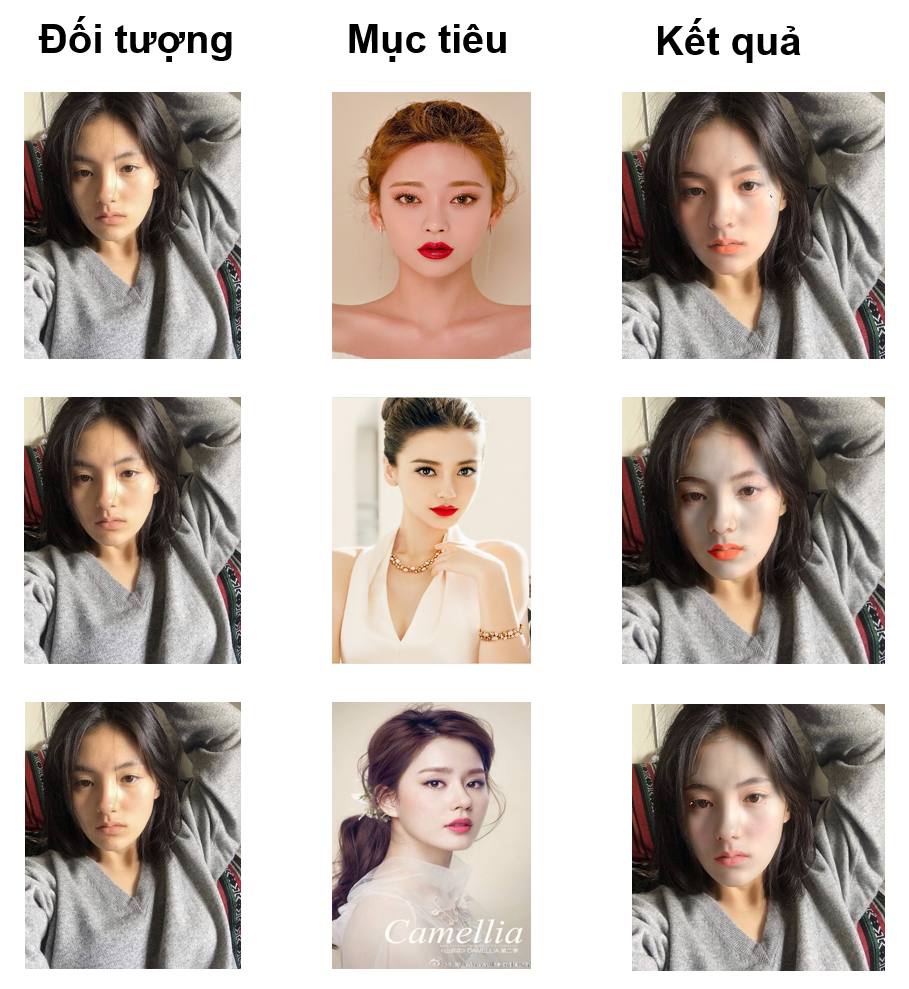 Đối tượng
Mục tiêu
Kết quả
Camellia